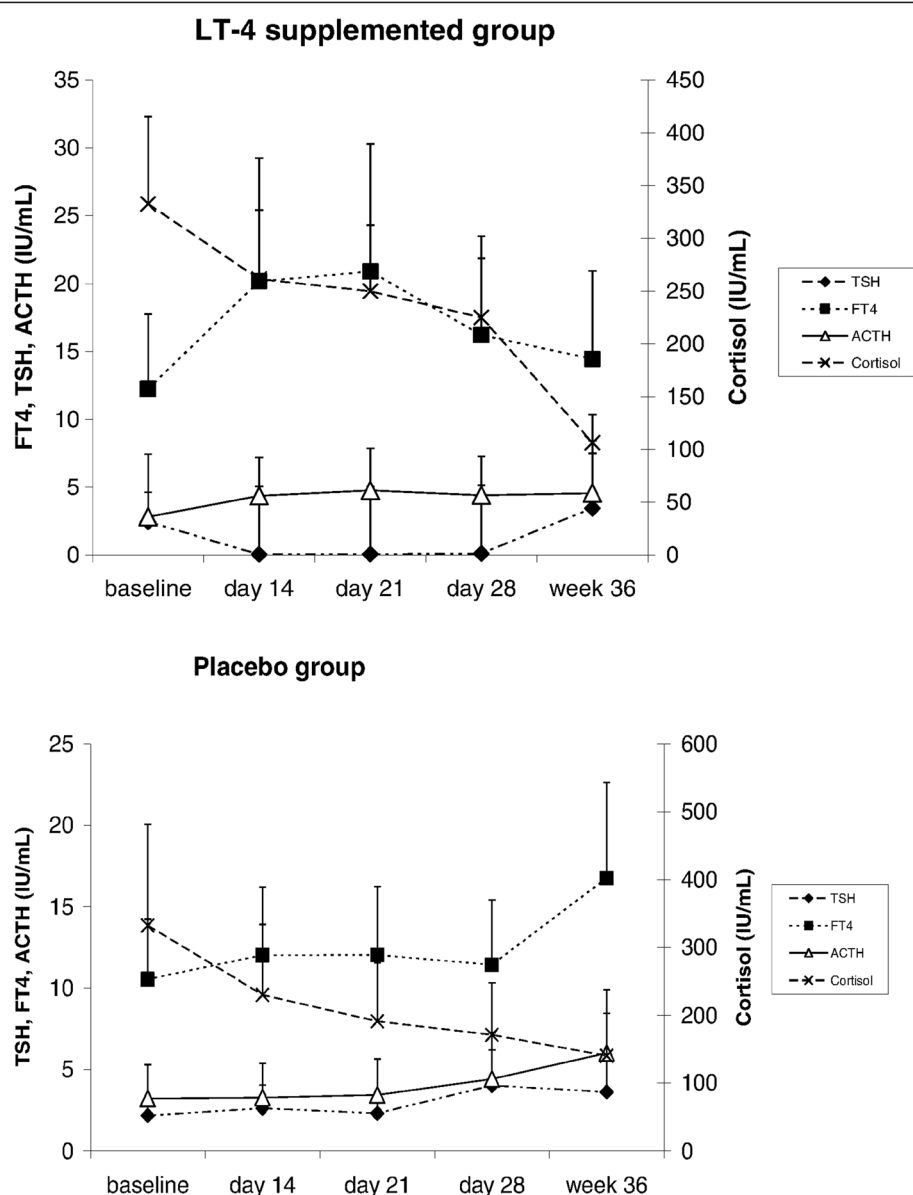 LT-4 supplemented group
35
30
25
20
15
10
5
0
FT4, TSH, ACTH (IU/mL)
450
400
350
300
250
200
150
100
50
0
Cortisol (IU/mL)
baseline day 14 day 21 day 28 week 36
TSH
FT4
ACTH
Cortisol
Placebo group
25
20
15
10
5
0
TSH, FT4, ACTH (IU/mL)
600
500
400
300
200
100
0
Cortisol (IU/mL)
baseline day 14 day 21 day 28 week 36
TSH
FT4
ACTH
Cortisol